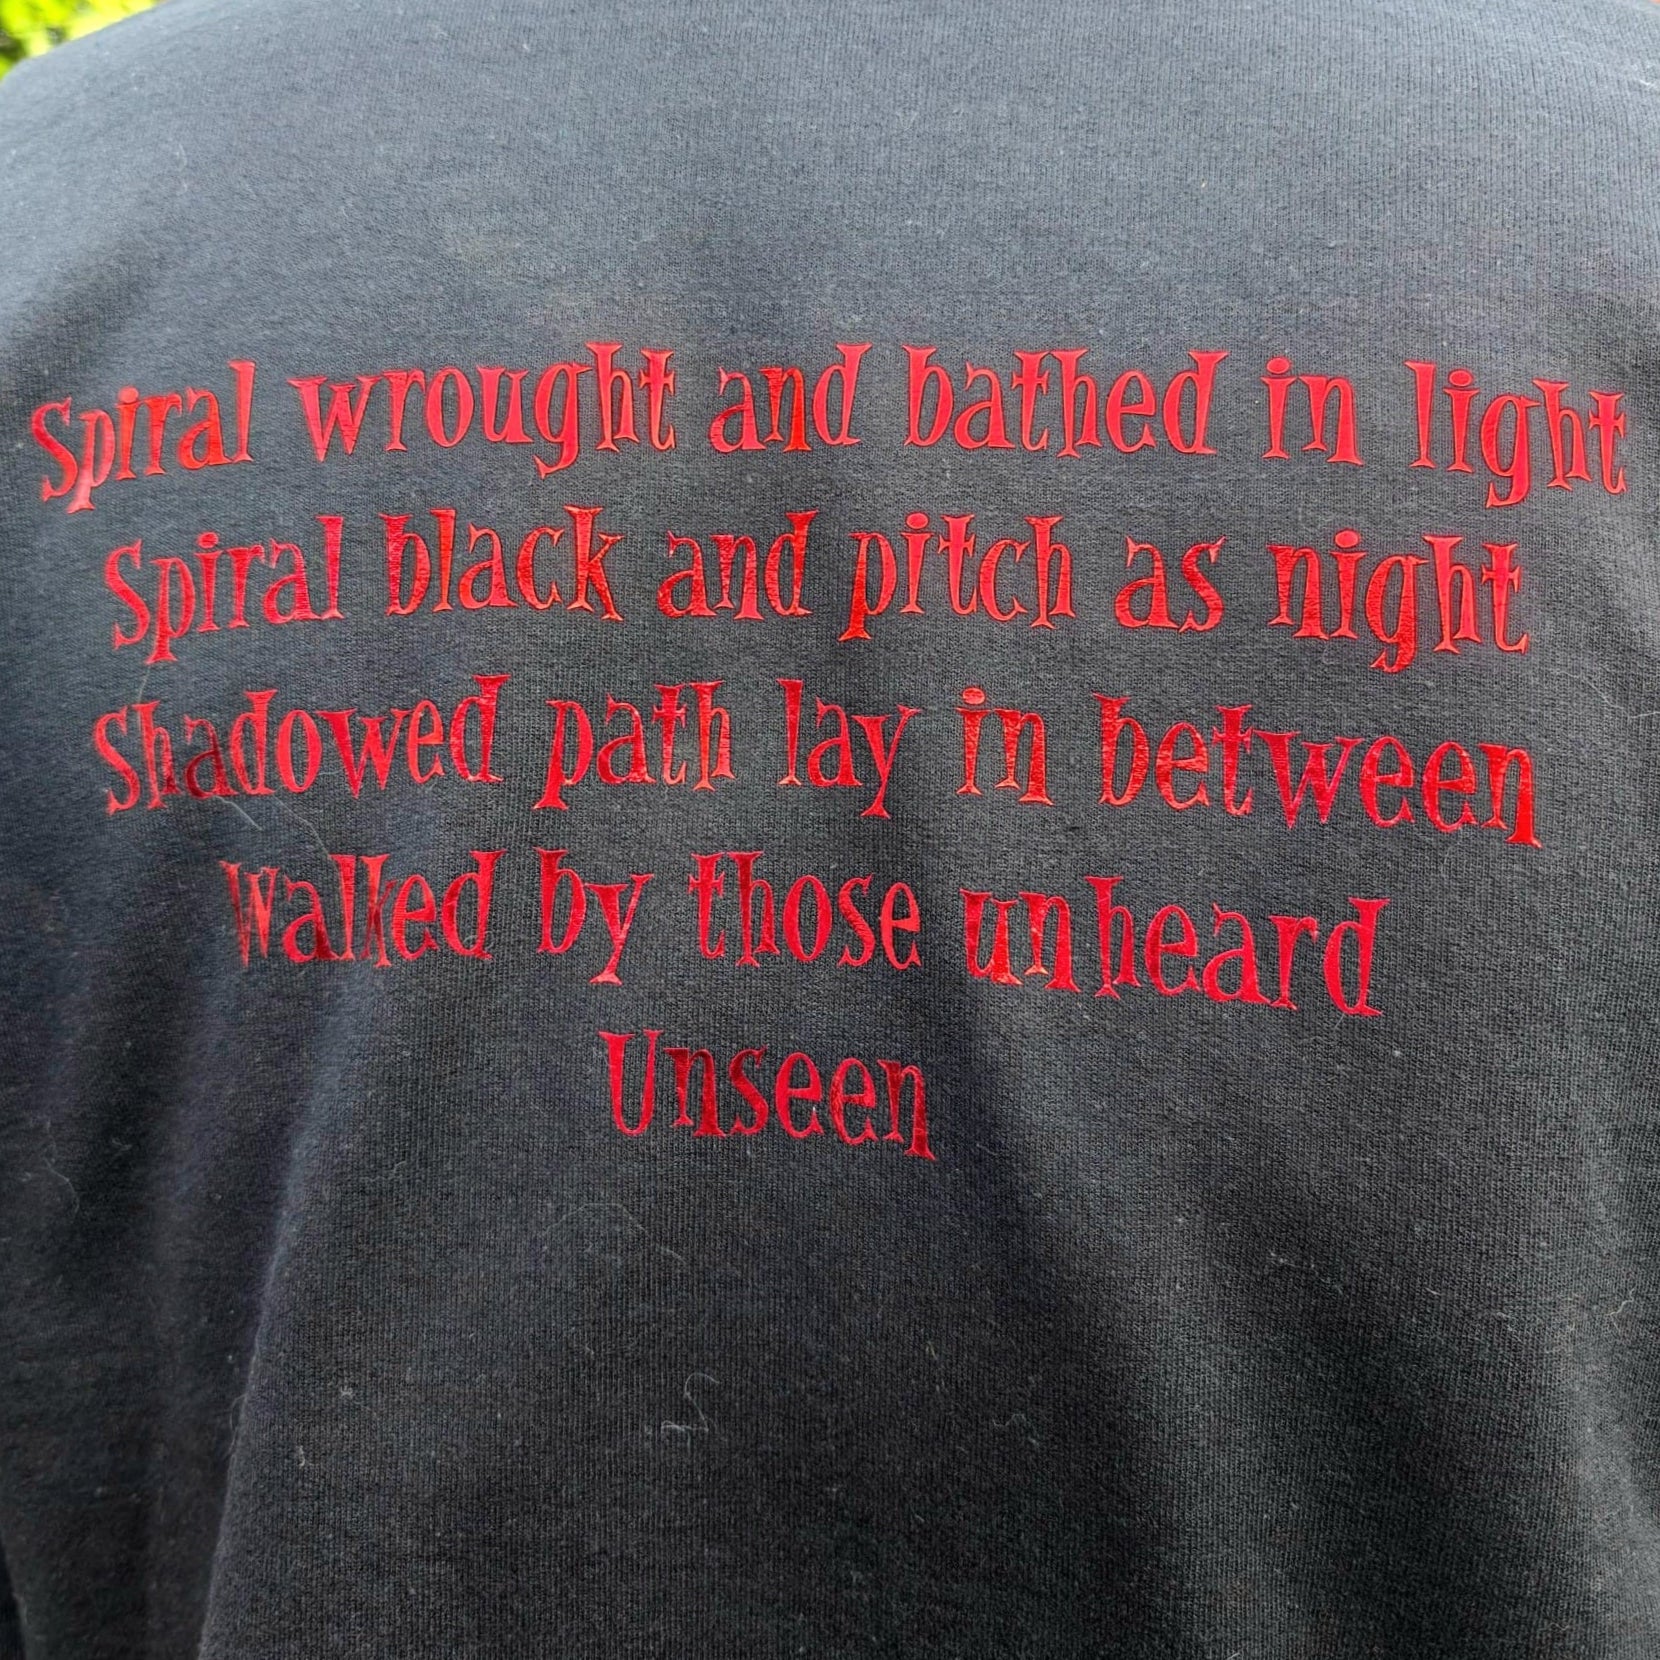 Spiral wrought and bathed in light
Spiral black and pitch as night
Shadowed path lay in between
Walked by those unheard
Unseen